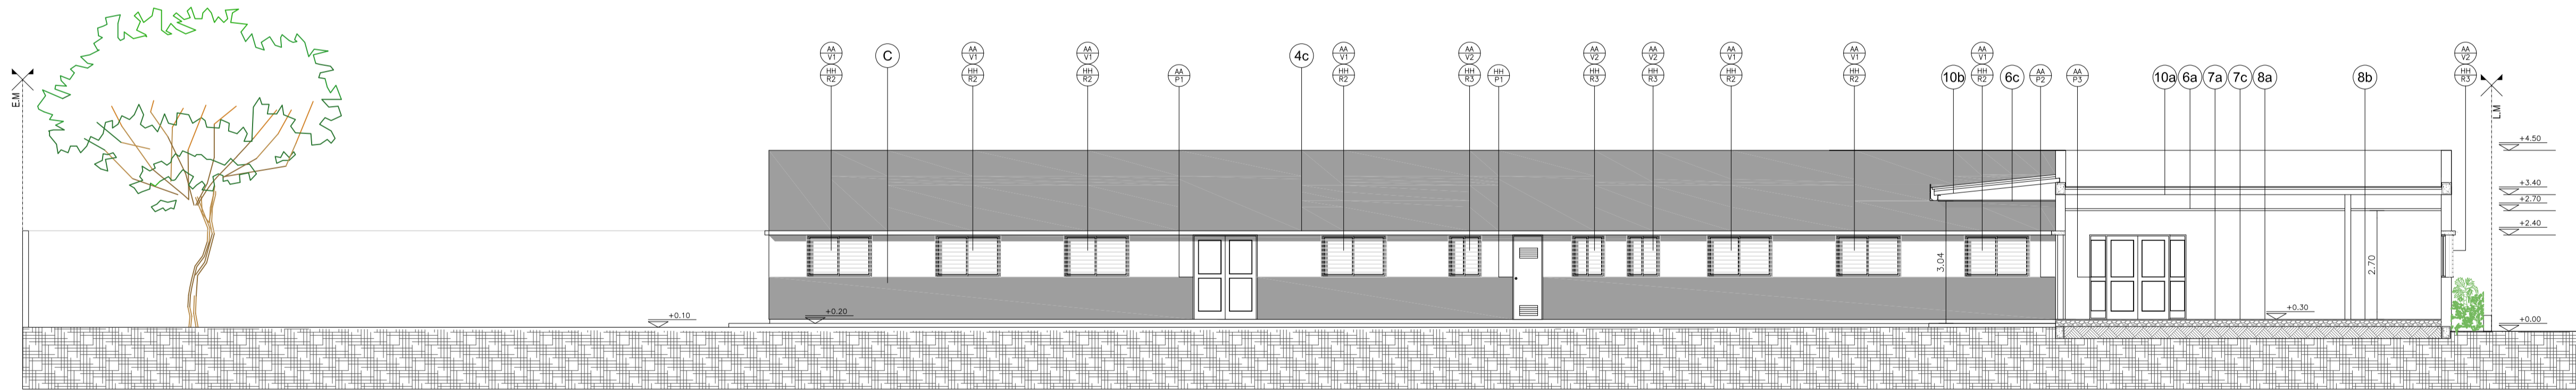 E.M
AA
V1
HH
R2
C
AA
V1
HH
R2
AA
V1
HH
R2
AA
P1
4c
AA
V1
HH
R2
AA
V2
HH
R3
HH
P1
AA
V2
HH
R3
AA
V2
HH
R3
AA
V1
HH
R2
AA
V1
HH
R2
10b
AA
V1
HH
R2
6c
AA
P2
AA
P3
10a
6a
7a
7c
8a
8b
AA
V2
HH
R3
L.M
+4.50
+3.40
+2.70
+2.40
3.04
2.70
+0.10
+0.20
+0.30
+0.00